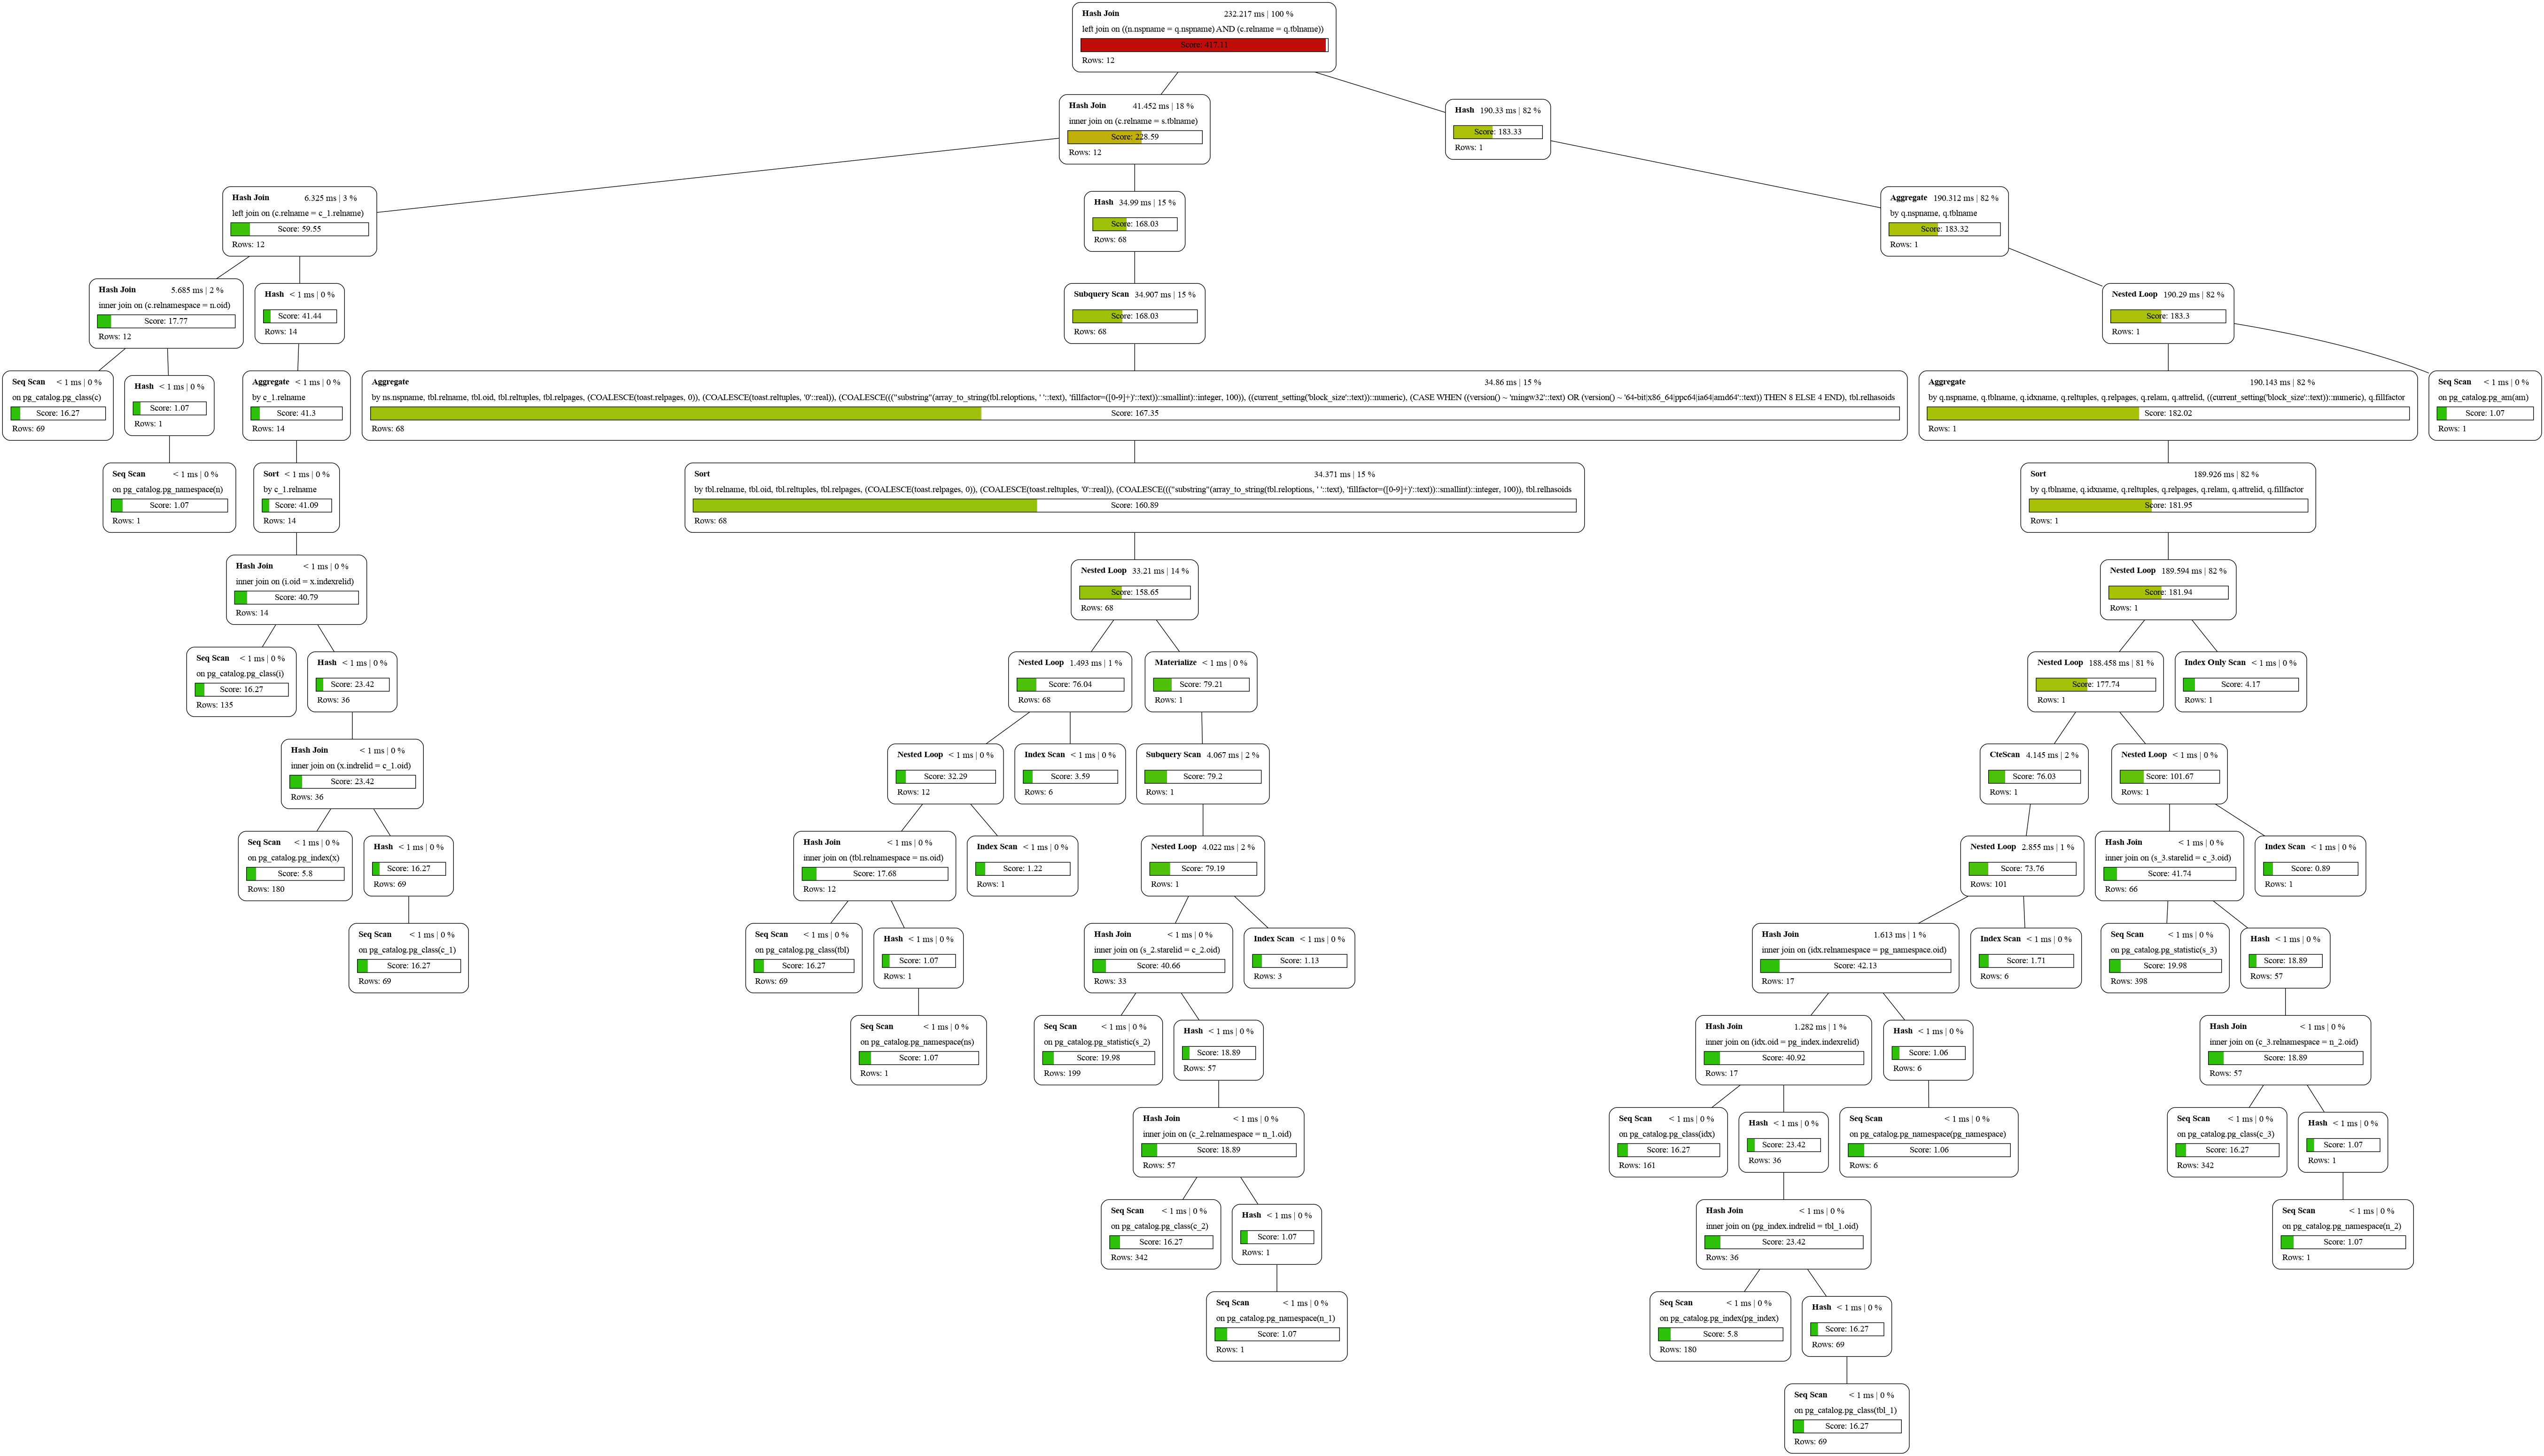 Hash Join 232.217 ms | 100 %
left join on ((n.nspname = q.nspname) AND (c.relname = q.tblname))
Score: 417.11
Rows: 12
Hash Join 41.452 ms | 18 %
inner join on (c.relname = s.tblname)
Score: 228.59
Rows: 12
Hash 190.33 ms | 82 %
Score: 183.33
Rows: 1
Hash Join 6.325 ms | 3 %
left join on (c.relname = c_1.relname)
Score: 59.55
Rows: 12
Hash 34.99 ms | 15 %
Score: 168.03
Rows: 68
Aggregate 190.312 ms | 82 %
by q.nspname, q.tblname
Score: 183.32
Rows: 1
Hash Join 5.685 ms | 2 %
inner join on (c.relnamespace = n.oid)
Score: 17.77
Rows: 12
Hash < 1 ms | 0 %
Score: 41.44
Rows: 14
Subquery Scan 34.907 ms | 15 %
Score: 168.03
Rows: 68
Nested Loop 190.29 ms | 82 %
Score: 183.3
Rows: 1
Seq Scan < 1 ms | 0 %
on pg_catalog.pg_class(c)
Score: 16.27
Rows: 69
Hash < 1 ms | 0 %
Score: 1.07
Rows: 1
Aggregate < 1 ms | 0 %
by c_1.relname
Score: 41.3
Rows: 14
Aggregate 34.86 ms | 15 %
by ns.nspname, tbl.relname, tbl.oid, tbl.reltuples, tbl.relpages, (COALESCE(toast.relpages, 0)), (COALESCE(toast.reltuples, '0'::real)), (COALESCE((("substring"(array_to_string(tbl.reloptions, ' '::text), 'fillfactor=([0-9]+)'::text))::smallint)::integer, 100)), ((current_setting('block_size'::text))::numeric), (CASE WHEN ((version() ~ 'mingw32'::text) OR (version() ~ '64-bit|x86_64|ppc64|ia64|amd64'::text)) THEN 8 ELSE 4 END), tbl.relhasoids
Score: 167.35
Rows: 68
Aggregate 190.143 ms | 82 %
by q.nspname, q.tblname, q.idxname, q.reltuples, q.relpages, q.relam, q.attrelid, ((current_setting('block_size'::text))::numeric), q.fillfactor
Score: 182.02
Rows: 1
Seq Scan < 1 ms | 0 %
on pg_catalog.pg_am(am)
Score: 1.07
Rows: 1
Seq Scan < 1 ms | 0 %
on pg_catalog.pg_namespace(n)
Score: 1.07
Rows: 1
Sort < 1 ms | 0 %
by c_1.relname
Score: 41.09
Rows: 14
Sort 34.371 ms | 15 %
by tbl.relname, tbl.oid, tbl.reltuples, tbl.relpages, (COALESCE(toast.relpages, 0)), (COALESCE(toast.reltuples, '0'::real)), (COALESCE((("substring"(array_to_string(tbl.reloptions, ' '::text), 'fillfactor=([0-9]+)'::text))::smallint)::integer, 100)), tbl.relhasoids
Score: 160.89
Rows: 68
Sort 189.926 ms | 82 %
by q.tblname, q.idxname, q.reltuples, q.relpages, q.relam, q.attrelid, q.fillfactor
Score: 181.95
Rows: 1
Hash Join < 1 ms | 0 %
inner join on (i.oid = x.indexrelid)
Score: 40.79
Rows: 14
Nested Loop 33.21 ms | 14 %
Score: 158.65
Rows: 68
Nested Loop 189.594 ms | 82 %
Score: 181.94
Rows: 1
Seq Scan < 1 ms | 0 %
on pg_catalog.pg_class(i)
Score: 16.27
Rows: 135
Hash < 1 ms | 0 %
Score: 23.42
Rows: 36
Nested Loop 1.493 ms | 1 %
Score: 76.04
Rows: 68
Materialize < 1 ms | 0 %
Score: 79.21
Rows: 1
Nested Loop 188.458 ms | 81 %
Score: 177.74
Rows: 1
Index Only Scan < 1 ms | 0 %
Score: 4.17
Rows: 1
Hash Join < 1 ms | 0 %
inner join on (x.indrelid = c_1.oid)
Score: 23.42
Rows: 36
Nested Loop < 1 ms | 0 %
Score: 32.29
Rows: 12
Index Scan < 1 ms | 0 %
Score: 3.59
Rows: 6
Subquery Scan 4.067 ms | 2 %
Score: 79.2
Rows: 1
CteScan 4.145 ms | 2 %
Score: 76.03
Rows: 1
Nested Loop < 1 ms | 0 %
Score: 101.67
Rows: 1
Seq Scan < 1 ms | 0 %
on pg_catalog.pg_index(x)
Score: 5.8
Rows: 180
Hash < 1 ms | 0 %
Score: 16.27
Rows: 69
Hash Join < 1 ms | 0 %
inner join on (tbl.relnamespace = ns.oid)
Score: 17.68
Rows: 12
Index Scan < 1 ms | 0 %
Score: 1.22
Rows: 1
Nested Loop 4.022 ms | 2 %
Score: 79.19
Rows: 1
Nested Loop 2.855 ms | 1 %
Score: 73.76
Rows: 101
Hash Join < 1 ms | 0 %
inner join on (s_3.starelid = c_3.oid)
Score: 41.74
Rows: 66
Index Scan < 1 ms | 0 %
Score: 0.89
Rows: 1
Seq Scan < 1 ms | 0 %
on pg_catalog.pg_class(c_1)
Score: 16.27
Rows: 69
Seq Scan < 1 ms | 0 %
on pg_catalog.pg_class(tbl)
Score: 16.27
Rows: 69
Hash < 1 ms | 0 %
Score: 1.07
Rows: 1
Hash Join < 1 ms | 0 %
inner join on (s_2.starelid = c_2.oid)
Score: 40.66
Rows: 33
Index Scan < 1 ms | 0 %
Score: 1.13
Rows: 3
Hash Join 1.613 ms | 1 %
inner join on (idx.relnamespace = pg_namespace.oid)
Score: 42.13
Rows: 17
Index Scan < 1 ms | 0 %
Score: 1.71
Rows: 6
Seq Scan < 1 ms | 0 %
on pg_catalog.pg_statistic(s_3)
Score: 19.98
Rows: 398
Hash < 1 ms | 0 %
Score: 18.89
Rows: 57
Seq Scan < 1 ms | 0 %
on pg_catalog.pg_namespace(ns)
Score: 1.07
Rows: 1
Seq Scan < 1 ms | 0 %
on pg_catalog.pg_statistic(s_2)
Score: 19.98
Rows: 199
Hash < 1 ms | 0 %
Score: 18.89
Rows: 57
Hash Join 1.282 ms | 1 %
inner join on (idx.oid = pg_index.indexrelid)
Score: 40.92
Rows: 17
Hash < 1 ms | 0 %
Score: 1.06
Rows: 6
Hash Join < 1 ms | 0 %
inner join on (c_3.relnamespace = n_2.oid)
Score: 18.89
Rows: 57
Hash Join < 1 ms | 0 %
inner join on (c_2.relnamespace = n_1.oid)
Score: 18.89
Rows: 57
Seq Scan < 1 ms | 0 %
on pg_catalog.pg_class(idx)
Score: 16.27
Rows: 161
Hash < 1 ms | 0 %
Score: 23.42
Rows: 36
Seq Scan < 1 ms | 0 %
on pg_catalog.pg_namespace(pg_namespace)
Score: 1.06
Rows: 6
Seq Scan < 1 ms | 0 %
on pg_catalog.pg_class(c_3)
Score: 16.27
Rows: 342
Hash < 1 ms | 0 %
Score: 1.07
Rows: 1
Seq Scan < 1 ms | 0 %
on pg_catalog.pg_class(c_2)
Score: 16.27
Rows: 342
Hash < 1 ms | 0 %
Score: 1.07
Rows: 1
Hash Join < 1 ms | 0 %
inner join on (pg_index.indrelid = tbl_1.oid)
Score: 23.42
Rows: 36
Seq Scan < 1 ms | 0 %
on pg_catalog.pg_namespace(n_2)
Score: 1.07
Rows: 1
Seq Scan < 1 ms | 0 %
on pg_catalog.pg_namespace(n_1)
Score: 1.07
Rows: 1
Seq Scan < 1 ms | 0 %
on pg_catalog.pg_index(pg_index)
Score: 5.8
Rows: 180
Hash < 1 ms | 0 %
Score: 16.27
Rows: 69
Seq Scan < 1 ms | 0 %
on pg_catalog.pg_class(tbl_1)
Score: 16.27
Rows: 69